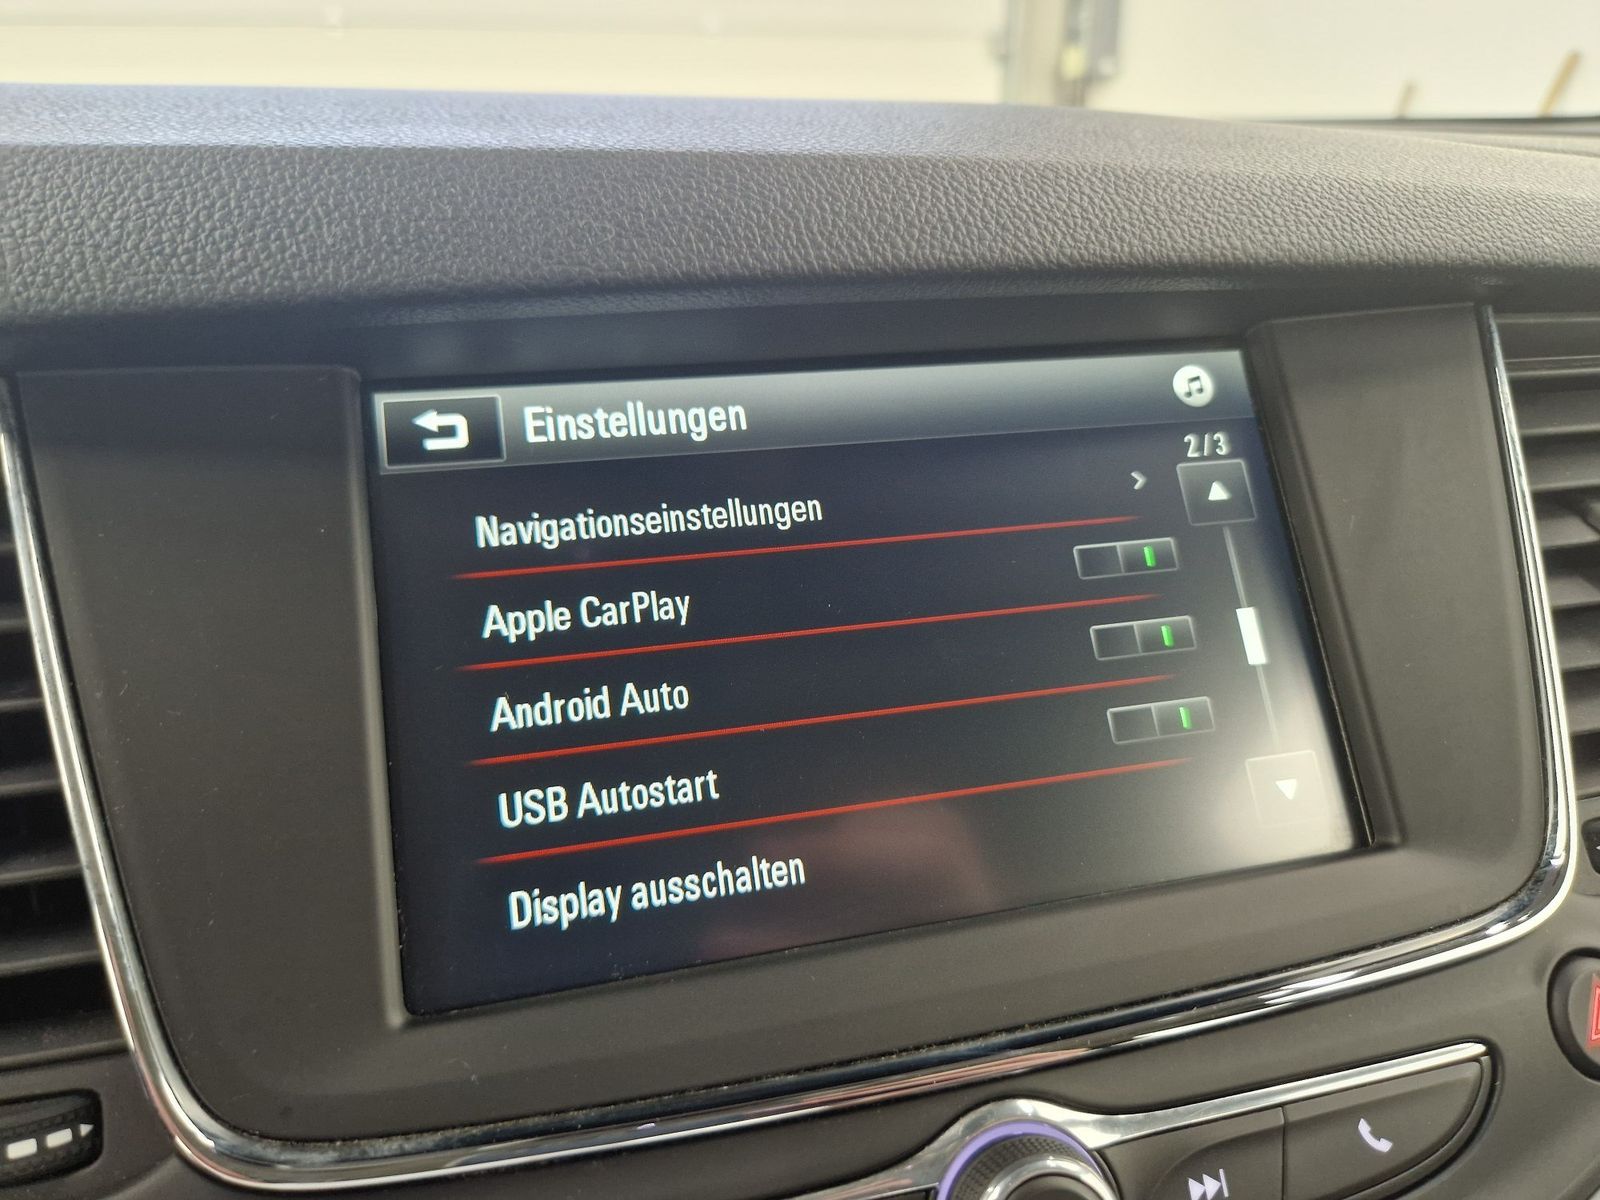 Einstellungen
2/3
Navigationseinstellungen
Apple CarPlay
Android Auto
USB Autostart
Display ausschalten